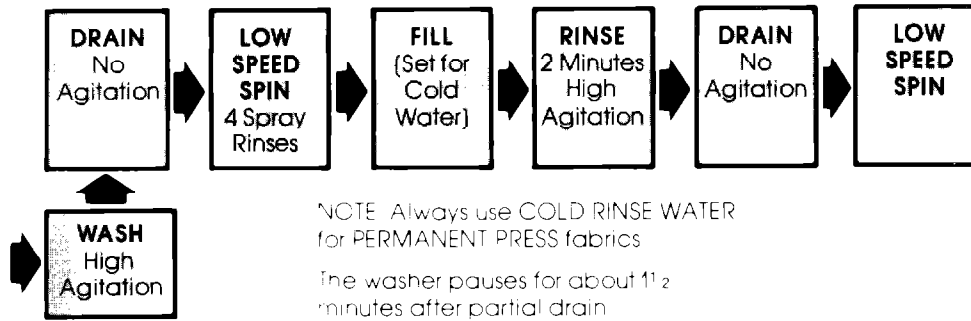 DRAIN
No
Agitation
LOW
SPEED
SPIN
4 Spray
Rinses
FILL
(Set for
Cold
Water)
RINSE
2 Minutes
High
Agitation
DRAIN
No
Agitation
LOW
SPEED
SPIN
WASH
High
Agitation
NOTE Always use COLD RINSE WATER
for PERMANENT PRESS fabrics
The washer pauses for about 1 1/2
minutes after partial drain